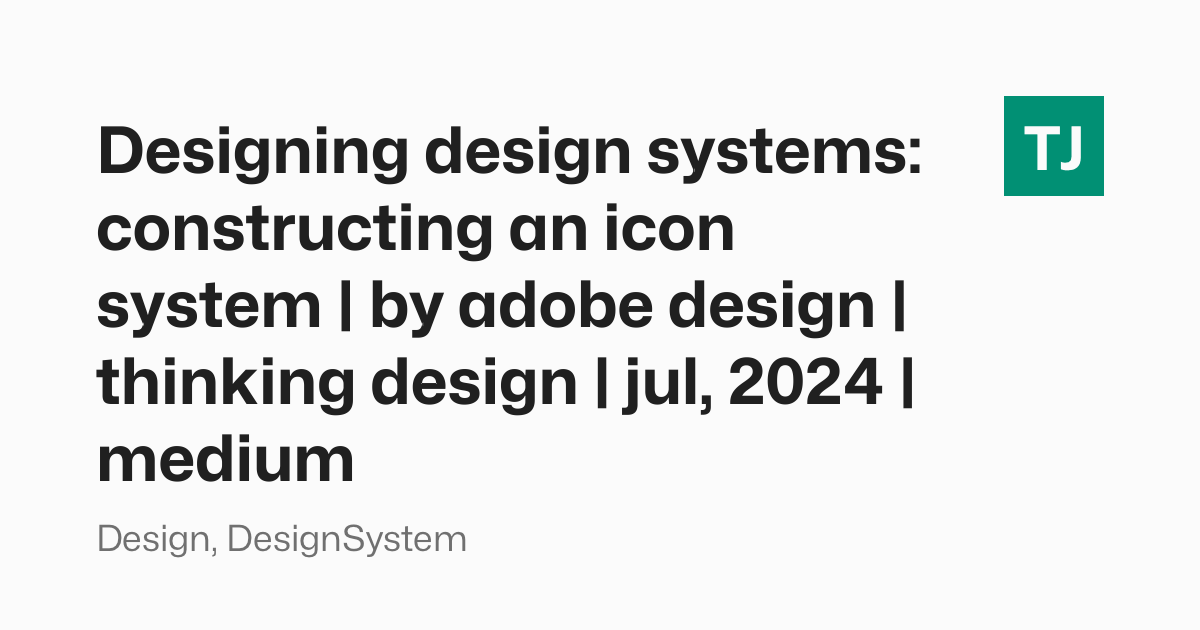 Designing design systems:
constructing an icon
system | by adobe design |
thinking design | jul, 2024 |
medium
Design, DesignSystem
TJ